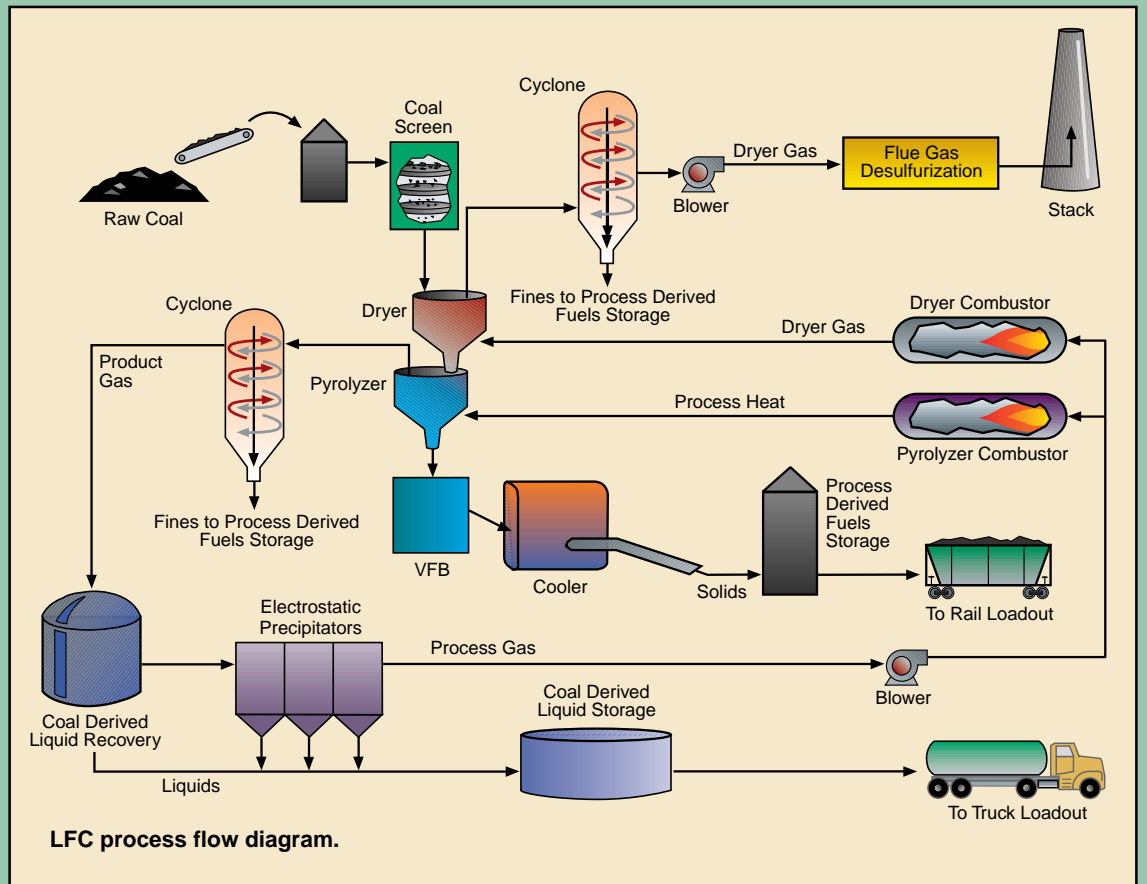 Cyclone
Coal
Screen
Dryer Gas
Flue Gas
Desulfurization
Raw Coal
Blower
Stack
Cyclone
Dryer
Fines to Process Derived
Fuels Storage
Dryer Combustor
Dryer Gas
Product
Gas
Pyrolyzer
Process Heat
Pyrolyzer Combustor
Fines to Process Derived
Fuels Storage
VFB
Cooler
Solids
Process
Derived
Fuels
Storage
To Rail Loadout
Electrostatic
Precipitators
Process Gas
Blower
Coal Derived
Liquid Recovery
Coal Derived
Liquid Storage
Liquids
To Truck Loadout
LFC process flow diagram.